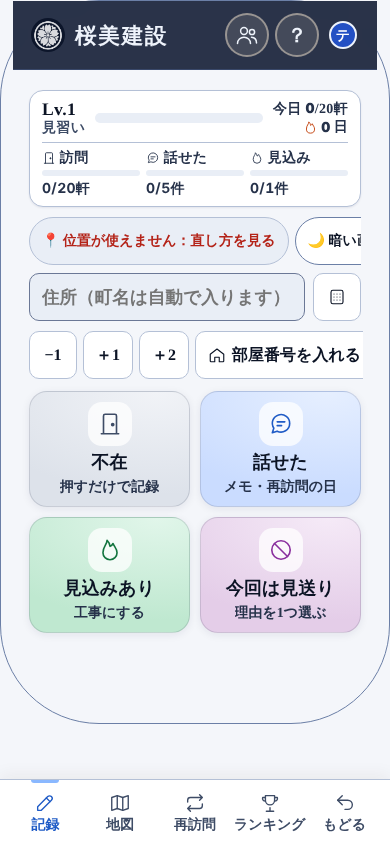 桜美建設
?
テ
Lv.1
見習い
今日 0/20軒
0 日
訪問
話せた
見込み
0/20軒
0/5件
0/1件
位置が使えません：直し方を見る
暗い
住所（町名は自動で入ります）
−1
＋1
＋2
部屋番号を入れる
不在
押すだけで記録
話せた
メモ・再訪問の日
見込みあり
工事にする
今回は見送り
理由を1つ選ぶ
記録
地図
再訪問
ランキング
もどる